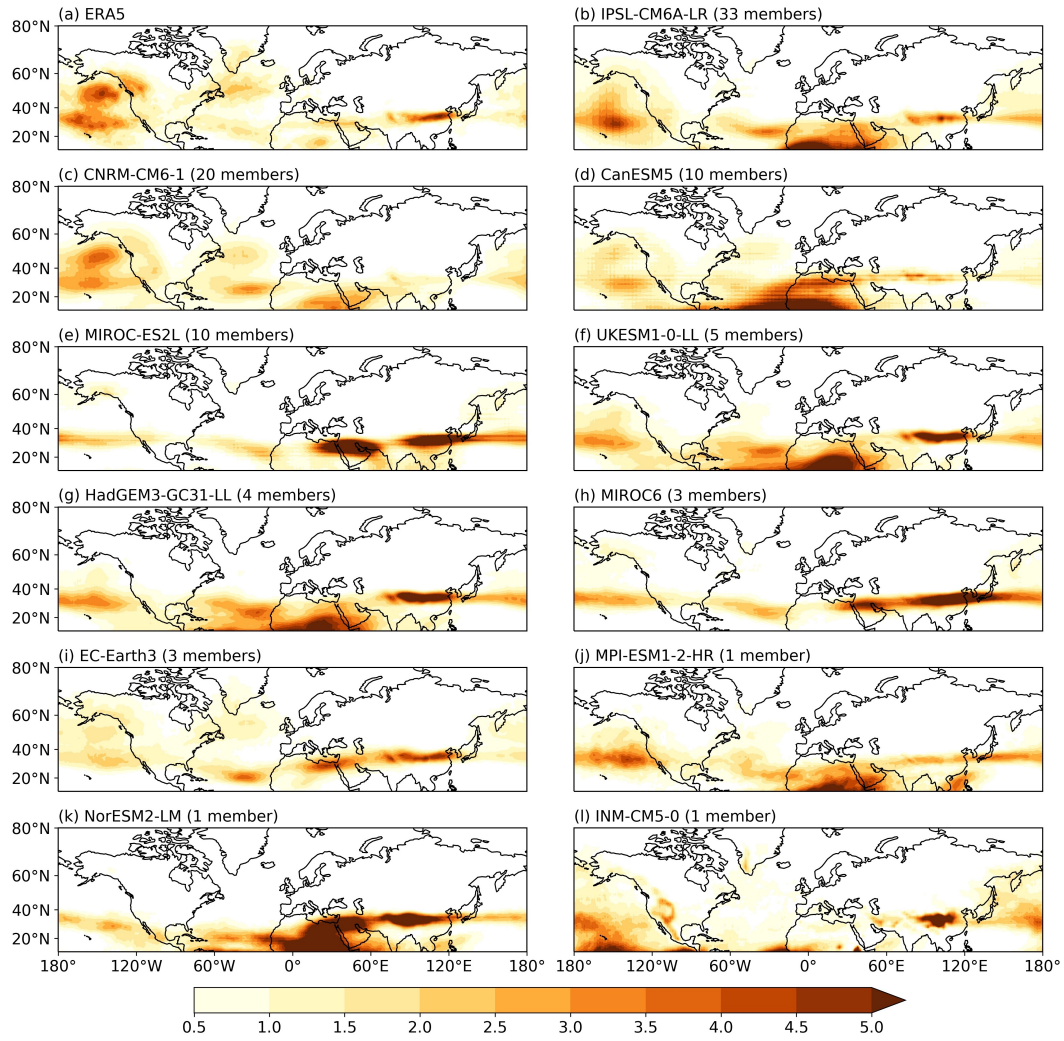 (a) ERA5
(b) IPSL-CM6A-LR (33 members)
80°N
60°N
40°N
20°N
(c) CNRM-CM6-1 (20 members)
(d) CanESM5 (10 members)
80°N
60°N
40°N
20°N
(e) MIROC-ES2L (10 members)
(f) UKESM1-0-LL (5 members)
80°N
60°N
40°N
20°N
(g) HadGEM3-GC31-LL (4 members)
(h) MIROC6 (3 members)
80°N
60°N
40°N
20°N
(i) EC-Earth3 (3 members)
(j) MPI-ESM1-2-HR (1 member)
80°N
60°N
40°N
20°N
(k) NorESM2-LM (1 member)
(l) INM-CM5-0 (1 member)
80°N
60°N
40°N
20°N
180° 120°W 60°W 0° 60°E 120°E 180° 180° 120°W 60°W 0° 60°E 120°E 180°
0.5 1.0 1.5 2.0 2.5 3.0 3.5 4.0 4.5 5.0